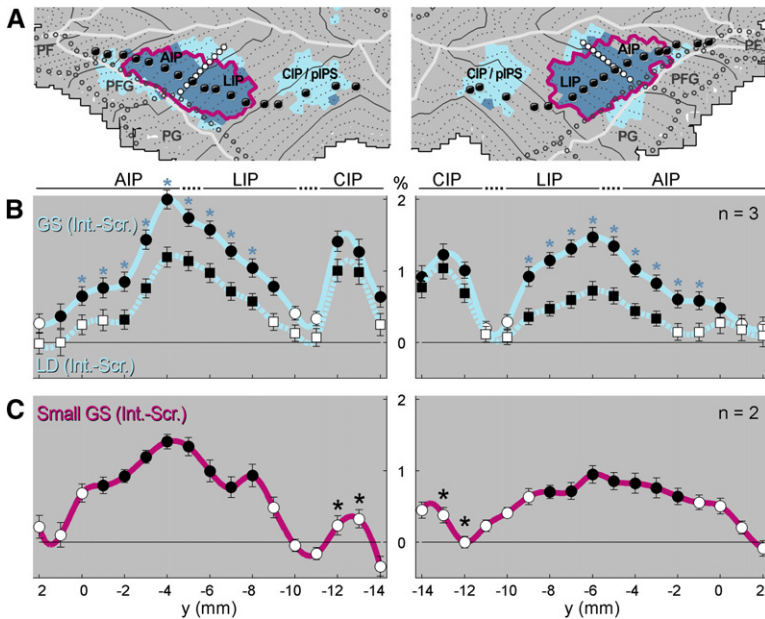 A
PF
AIP
LIP
CIP / pIPS
PFG
PG
CIP / pIPS
AIP
LIP
PF
PFG
PG
AIP LIP CIP % CIP LIP AIP
B
GS (Int.-Scr.)
LD (Int.-Scr.)
* * * * * * * * *
2
1
0
* * * * * * * * *
n = 3
C
Small GS (Int.-Scr.)
* *
2
1
0
* *
n = 2
2 0 -2 -4 -6 -8 -10 -12 -14
y (mm)
-14 -12 -10 -8 -6 -4 -2 0 2
y (mm)